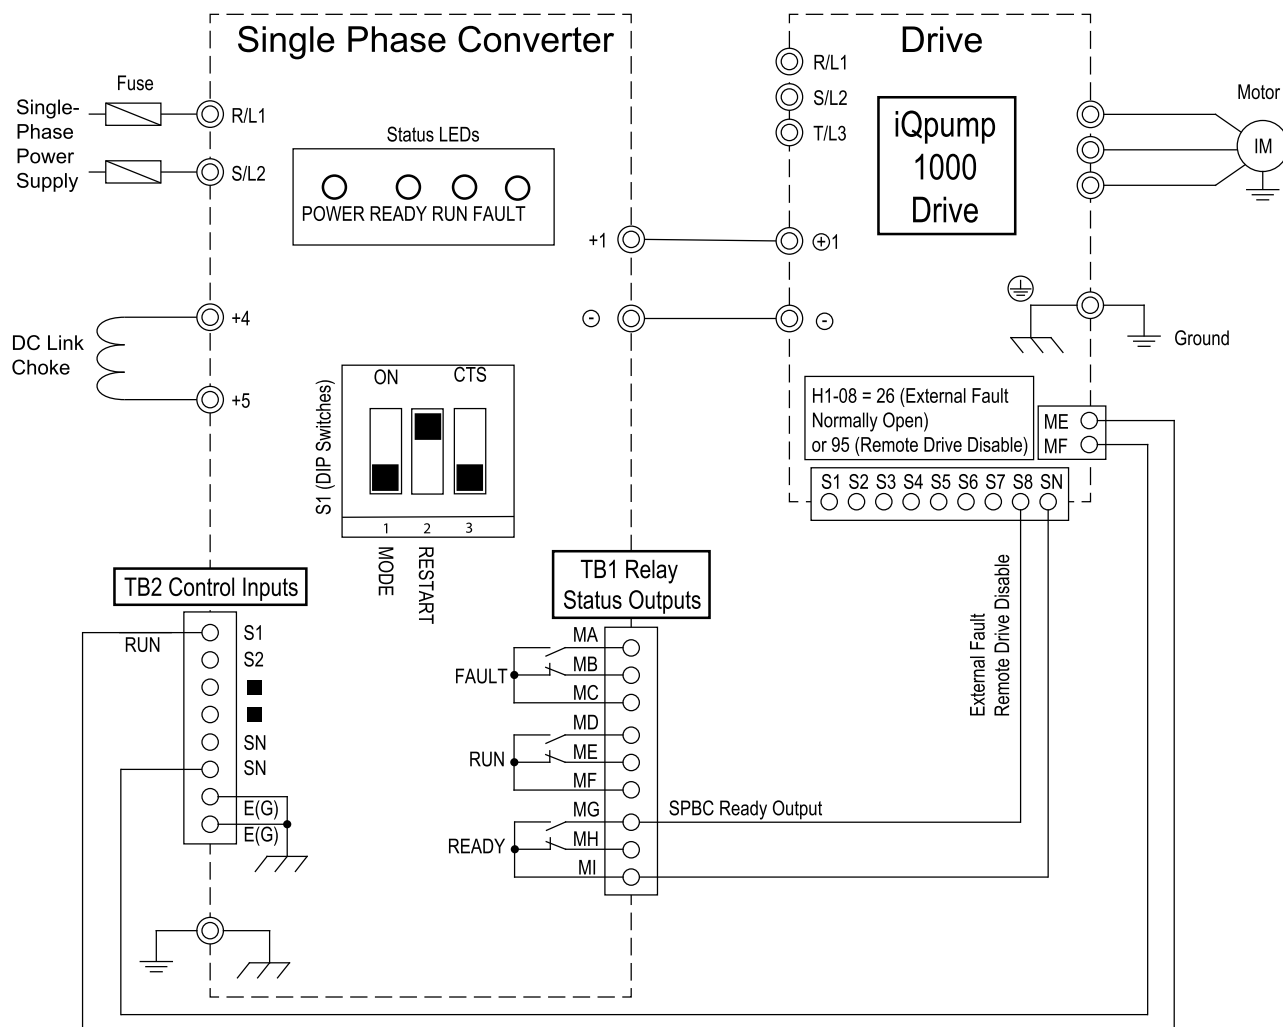 Single Phase Converter
Drive
Fuse
Single-
Phase
Power
Supply
R/L1
S/L2
Status LEDs
POWER READY RUN FAULT
R/L1
S/L2
T/L3
iQpump
1000
Drive
Motor
IM
+1
-
+1
-
DC Link
Choke
+4
+5
Ground
ON
CTS
S1 (DIP Switches)
1
2
3
MODE
RESTART
H1-08 = 26 (External Fault
Normally Open)
or 95 (Remote Drive Disable)
ME
MF
S1 S2 S3 S4 S5 S6 S7 S8 SN
TB2 Control Inputs
RUN
S1
S2
SN
SN
E(G)
E(G)
TB1 Relay
Status Outputs
FAULT
MA
MB
MC
RUN
MD
ME
MF
READY
MG
MH
MI
SPBC Ready Output
External Fault
Remote Drive Disable